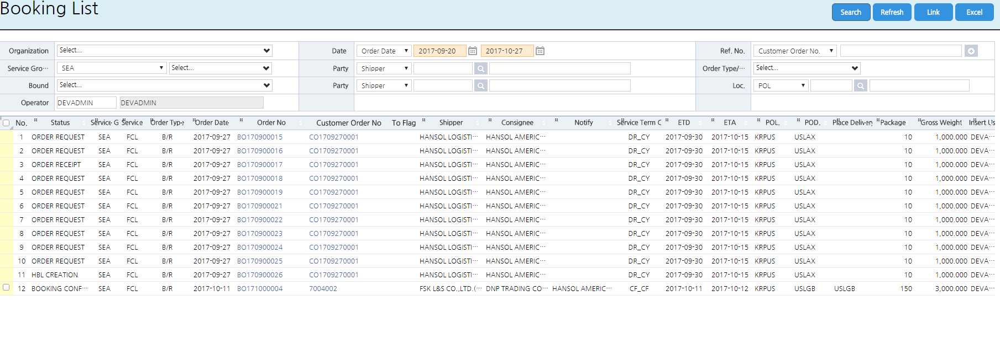 Booking List
Search Refresh Link Excel
Organization Select... Date Order Date 2017-09-20 2017-10-27 Ref. No. Customer Order No.
Service Gro··· SEA Select... Party Shipper Order Type/··· Select...
Bound Select... Party Shipper Loc. POL
Operator DEVADMIN DEVADMIN
No. Status Service G Service Order Type Order Date Order No Customer Order No To Flag Shipper Consignee Notify Service Term C ETD ETA POL. POD. Place Delivery Package Gross Weight Insert Us
1 ORDER REQUEST SEA FCL B/R 2017-09-27 BO170900015 CO1709270001 HANSOL LOGISTI··· HANSOL AMERIC··· DR_CY 2017-09-30 2017-10-15 KRPUS USLAX 10 1,000.000 DEVA···
2 ORDER REQUEST SEA FCL B/R 2017-09-27 BO170900016 CO1709270001 HANSOL LOGISTI··· HANSOL AMERIC··· DR_CY 2017-09-30 2017-10-15 KRPUS USLAX 10 1,000.000 DEVA···
3 ORDER RECEIPT SEA FCL B/R 2017-09-27 BO170900017 CO1709270001 HANSOL LOGISTI··· HANSOL AMERIC··· DR_CY 2017-09-30 2017-10-15 KRPUS USLAX 10 1,000.000 DEVA···
4 ORDER REQUEST SEA FCL B/R 2017-09-27 BO170900018 CO1709270001 HANSOL LOGISTI··· HANSOL AMERIC··· DR_CY 2017-09-30 2017-10-15 KRPUS USLAX 10 1,000.000 DEVA···
5 ORDER REQUEST SEA FCL B/R 2017-09-27 BO170900019 CO1709270001 HANSOL LOGISTI··· HANSOL AMERIC··· DR_CY 2017-09-30 2017-10-15 KRPUS USLAX 10 1,000.000 DEVA···
6 ORDER REQUEST SEA FCL B/R 2017-09-27 BO170900021 CO1709270001 HANSOL LOGISTI··· HANSOL AMERIC··· DR_CY 2017-09-30 2017-10-15 KRPUS USLAX 10 1,000.000 DEVA···
7 ORDER REQUEST SEA FCL B/R 2017-09-27 BO170900022 CO1709270001 HANSOL LOGISTI··· HANSOL AMERIC··· DR_CY 2017-09-30 2017-10-15 KRPUS USLAX 10 1,000.000 DEVA···
8 ORDER REQUEST SEA FCL B/R 2017-09-27 BO170900023 CO1709270001 HANSOL LOGISTI··· HANSOL AMERIC··· DR_CY 2017-09-30 2017-10-15 KRPUS USLAX 10 1,000.000 DEVA···
9 ORDER REQUEST SEA FCL B/R 2017-09-27 BO170900024 CO1709270001 HANSOL LOGISTI··· HANSOL AMERIC··· DR_CY 2017-09-30 2017-10-15 KRPUS USLAX 10 1,000.000 DEVA···
10 ORDER REQUEST SEA FCL B/R 2017-09-27 BO170900025 CO1709270001 HANSOL LOGISTI··· HANSOL AMERIC··· DR_CY 2017-09-30 2017-10-15 KRPUS USLAX 10 1,000.000 DEVA···
11 HBL CREATION SEA FCL B/R 2017-09-27 BO170900026 CO1709270001 HANSOL LOGISTI··· HANSOL AMERIC··· DR_CY 2017-09-30 2017-10-15 KRPUS USLAX 10 1,000.000 DEVA···
12 BOOKING CONF··· SEA FCL B/R 2017-10-11 BO171000004 7004002 FSK L&S CO.,LTD.(··· DNP TRADING CO··· HANSOL AMERIC··· CF_CF 2017-10-11 2017-10-12 KRPUS USLGB USLGB 150 3,000.000 DEVA···